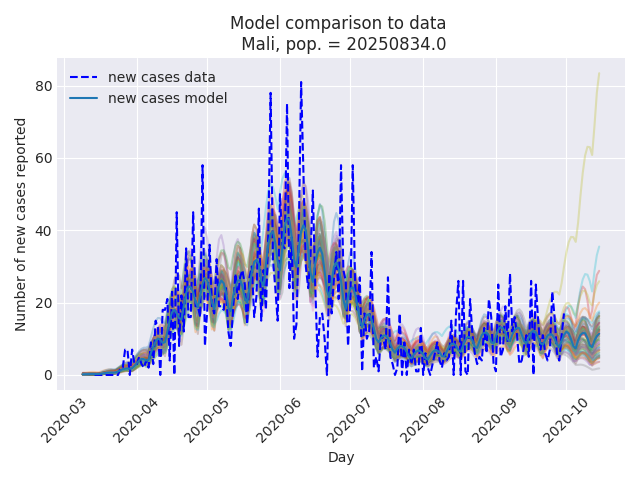 Model comparison to data
Mali, pop. = 20250834.0
new cases data
new cases model
Number of new cases reported
80
60
40
20
0
2020-03
2020-04
2020-05
2020-06
2020-07
2020-08
2020-09
2020-10
Day